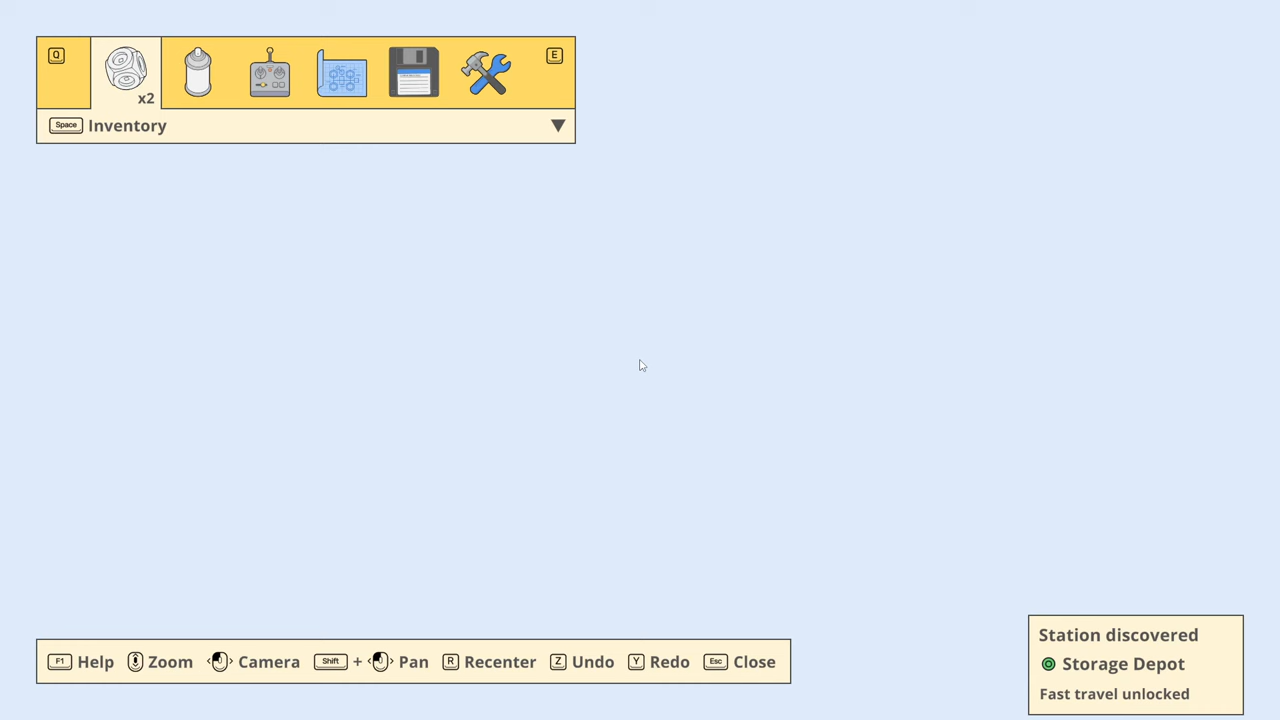 Q
E
x2
Space Inventory
F1 Help Zoom Camera Shift + Pan R Recenter Z Undo Y Redo Esc Close
Station discovered
Storage Depot
Fast travel unlocked